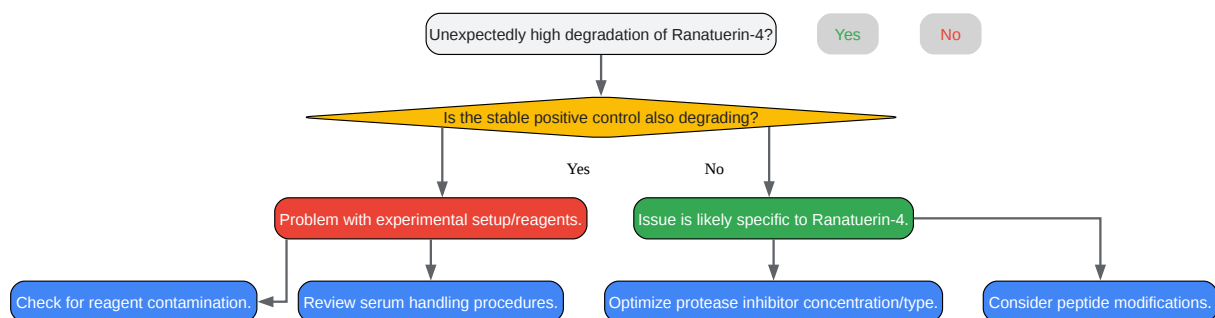 Unexpectedly high degradation of Ranatuerin-4?
Yes
No
Is the stable positive control also degrading?
Yes
No
Problem with experimental setup/reagents.
Issue is likely specific to Ranatuerin-4.
Check for reagent contamination.
Review serum handling procedures.
Optimize protease inhibitor concentration/type.
Consider peptide modifications.